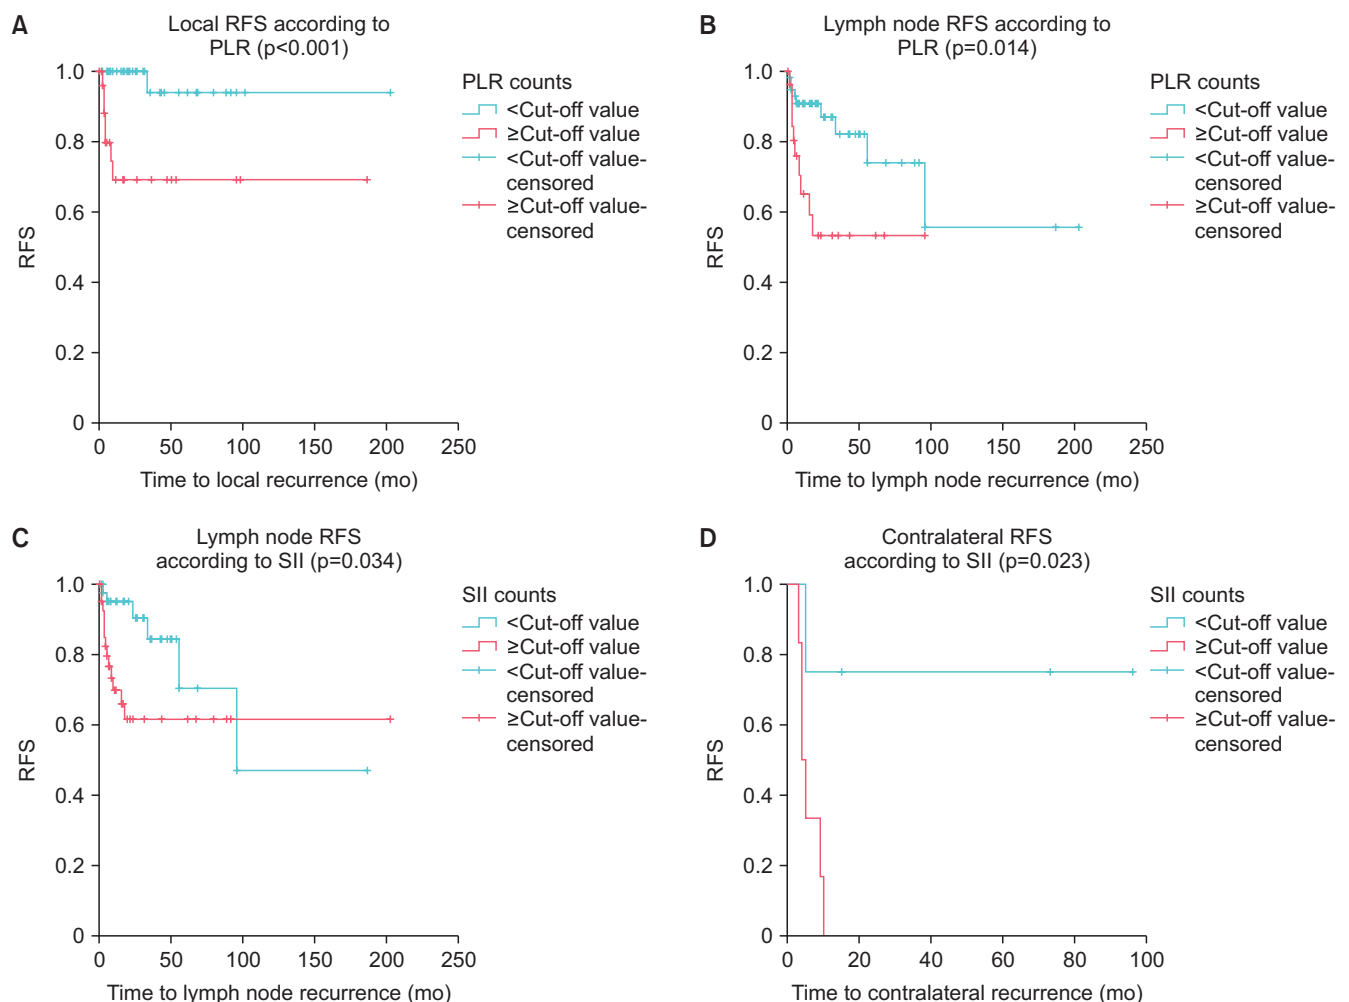 A
Local RFS according to
PLR (p<0.001)
1.0
0.8
0.6
0.4
0.2
0
RFS
0 50 100 150 200 250
Time to local recurrence (mo)
PLR counts
<Cut-off value
≥Cut-off value
<Cut-off value-
censored
≥Cut-off value-
censored
B
Lymph node RFS according to
PLR (p=0.014)
1.0
0.8
0.6
0.4
0.2
0
RFS
0 50 100 150 200 250
Time to lymph node recurrence (mo)
PLR counts
<Cut-off value
≥Cut-off value
<Cut-off value-
censored
≥Cut-off value-
censored
C
Lymph node RFS
according to SII (p=0.034)
1.0
0.8
0.6
0.4
0.2
0
RFS
0 50 100 150 200 250
Time to lymph node recurrence (mo)
SII counts
<Cut-off value
≥Cut-off value
<Cut-off value-
censored
≥Cut-off value-
censored
D
Contralateral RFS
according to SII (p=0.023)
1.0
0.8
0.6
0.4
0.2
0
RFS
0 20 40 60 80 100
Time to contralateral recurrence (mo)
SII counts
<Cut-off value
≥Cut-off value
<Cut-off value-
censored
≥Cut-off value-
censored